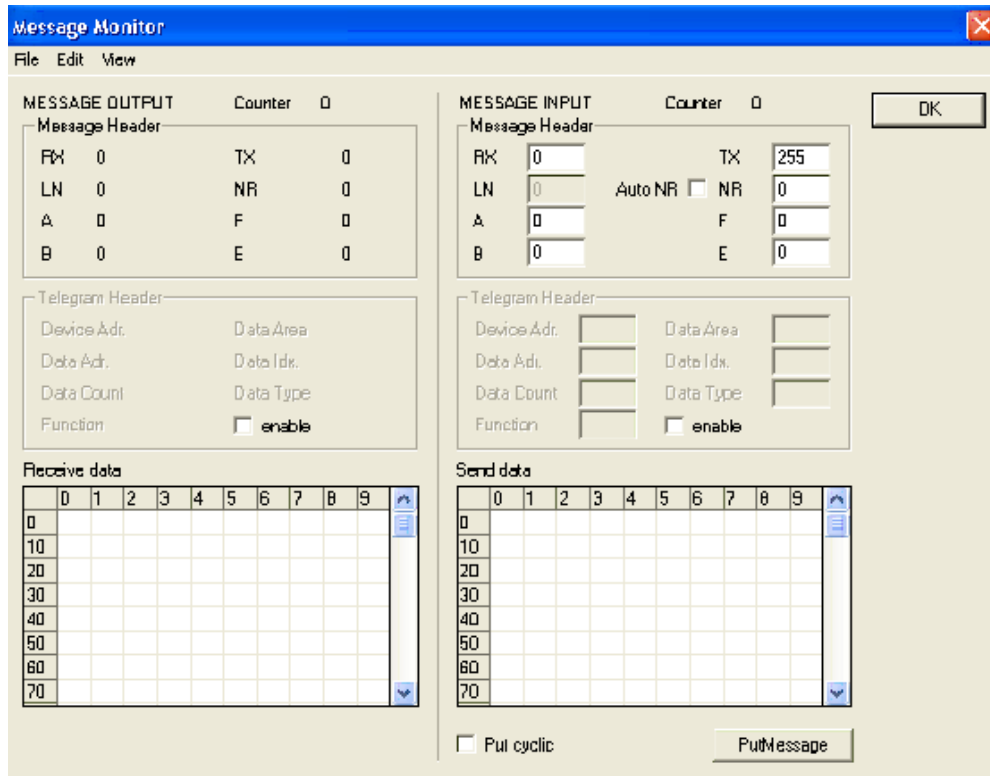 Message Monitor
File Edit View
MESSAGE OUTPUT Counter 0
Message Header
RX 0 TX 0
LN 0 NR 0
A 0 F 0
B 0 E 0
Telegram Header
Device Adr. Data Area
Data Adr. Data Idx.
Data Count Data Type
Function enable
Receive data
0 1 2 3 4 5 6 7 8 9
0
10
20
30
40
50
60
70
MESSAGE INPUT Counter 0
Message Header
RX 0 TX 255
LN 0 Auto NR NR 0
A 0 F 0
B 0 E 0
Telegram Header
Device Adr. Data Area
Data Adr. Data Idx.
Data Count Data Type
Function enable
Send data
0 1 2 3 4 5 6 7 8 9
0
10
20
30
40
50
60
70
Put cyclic PutMessage
OK